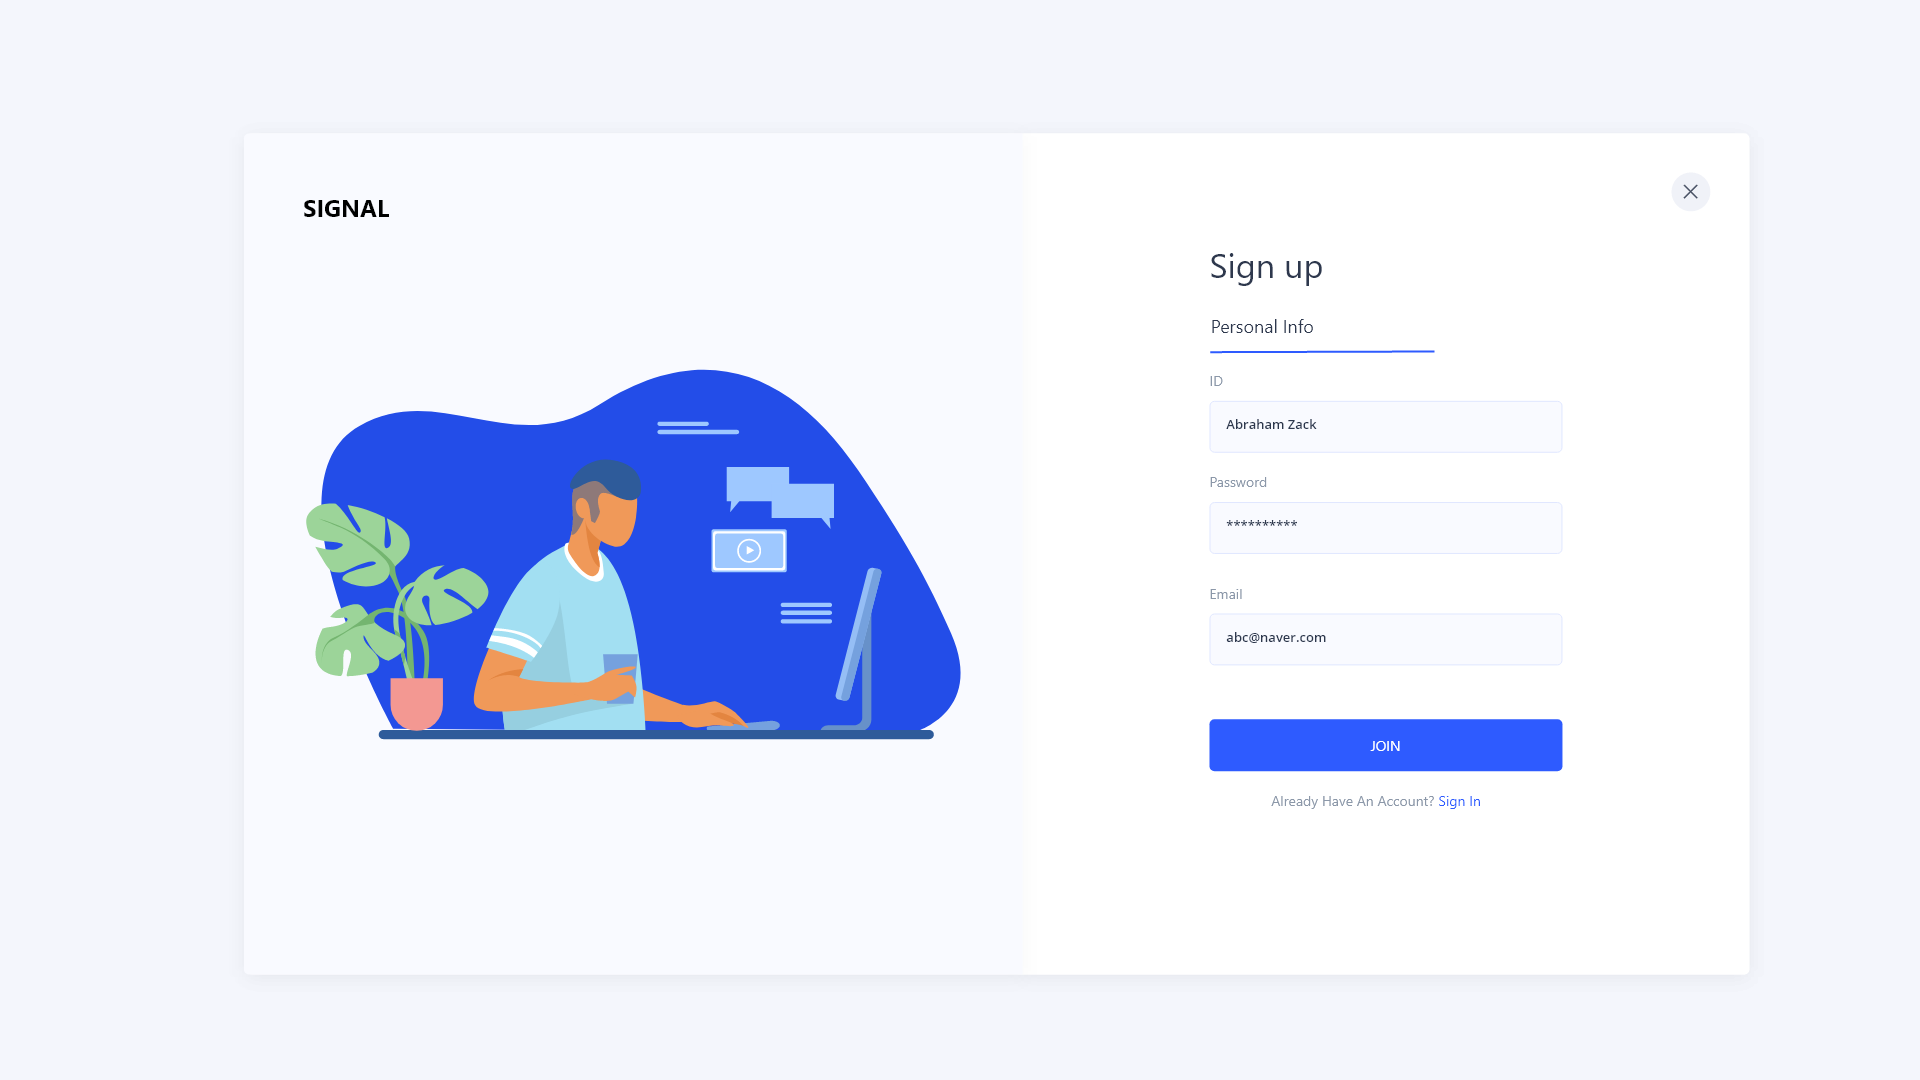 SIGNAL
Sign up
Personal Info
ID
Abraham Zack
Password
**********
Email
abc@naver.com
JOIN
Already Have An Account? Sign In